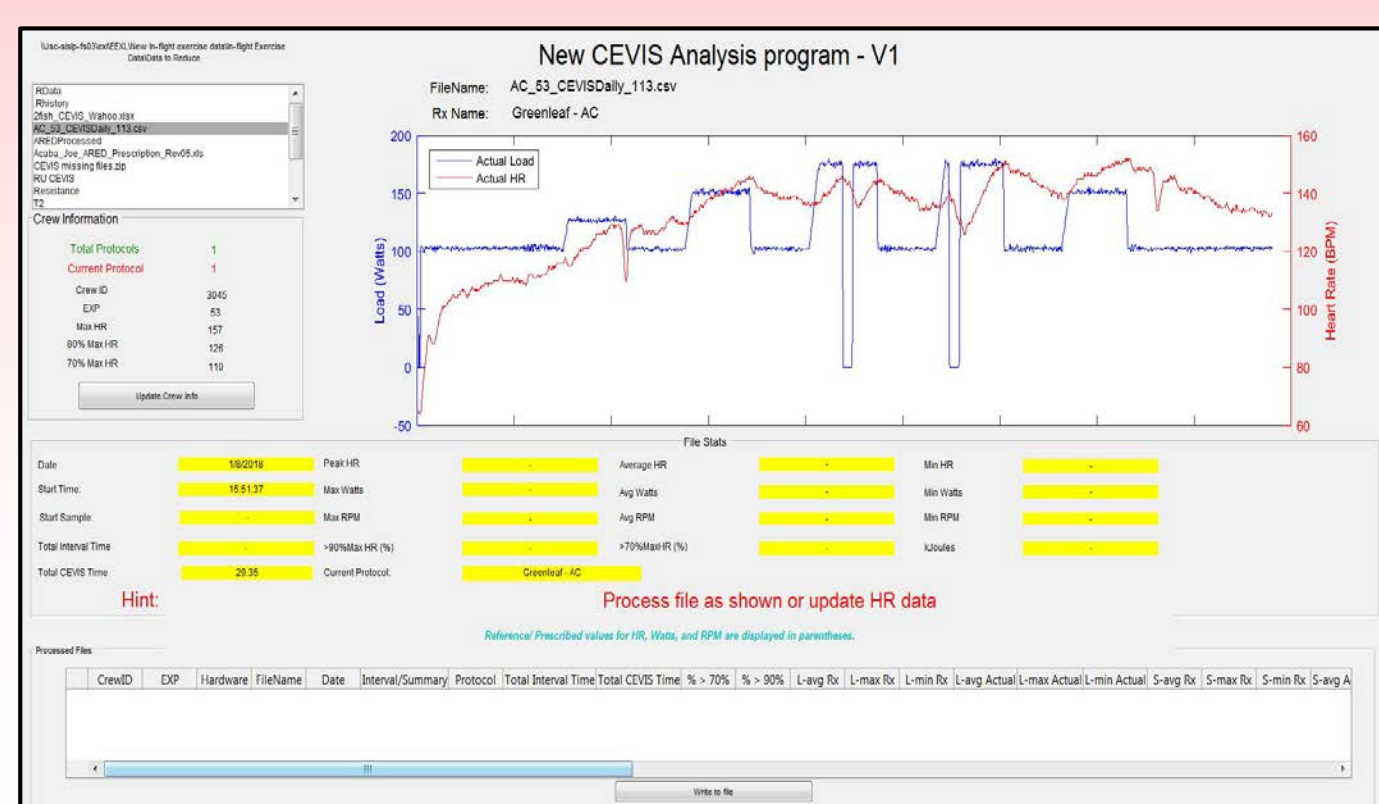 \\Jsc-sisip-fs03\ext\EEXL\New In-flight exercise data\In-flight Exercise
Data\Data to Reduce
New CEVIS Analysis program - V1
FileName: AC_53_CEVISDaily_113.csv
Rx Name: Greenleaf - AC
.RData
.Rhistory
2fish_CEVIS_Wahoo.xlsx
AC_53_CEVISDaily_113.csv
AREDProcessed
Acaba_Joe_ARED_Prescription_Rev05.xls
CEVIS missing files.zip
RU CEVIS
Resistance
T2
Crew Information
Total Protocols 1
Current Protocol 1
Crew ID 3045
EXP 53
Max HR 157
80% Max HR 126
70% Max HR 110
Update Crew Info
Actual Load
Actual HR
200
150
100
50
0
-50
Load (Watts)
160
140
120
100
80
60
Heart Rate (BPM)
File Stats
Date 1/8/2018 Peak HR - Average HR - Min HR -
Start Time: 15:51:37 Max Watts - Avg Watts - Min Watts -
Start Sample: - Max RPM - Avg RPM - Min RPM -
Total Interval Time - >90%Max HR (%) - >70%MaxHR (%) - kJoules -
Total CEVIS Time 29.35 Current Protocol: Greenleaf - AC
Hint: Process file as shown or update HR data
Reference/ Prescribed values for HR, Watts, and RPM are displayed in parentheses.
Processed Files
CrewID EXP Hardware FileName Date Interval/Summary Protocol Total Interval Time Total CEVIS Time % > 70% % > 90% L-avg Rx L-max Rx L-min Rx L-avg Actual L-max Actual L-min Actual S-avg Rx S-max Rx S-min Rx S-avg A
Write to file